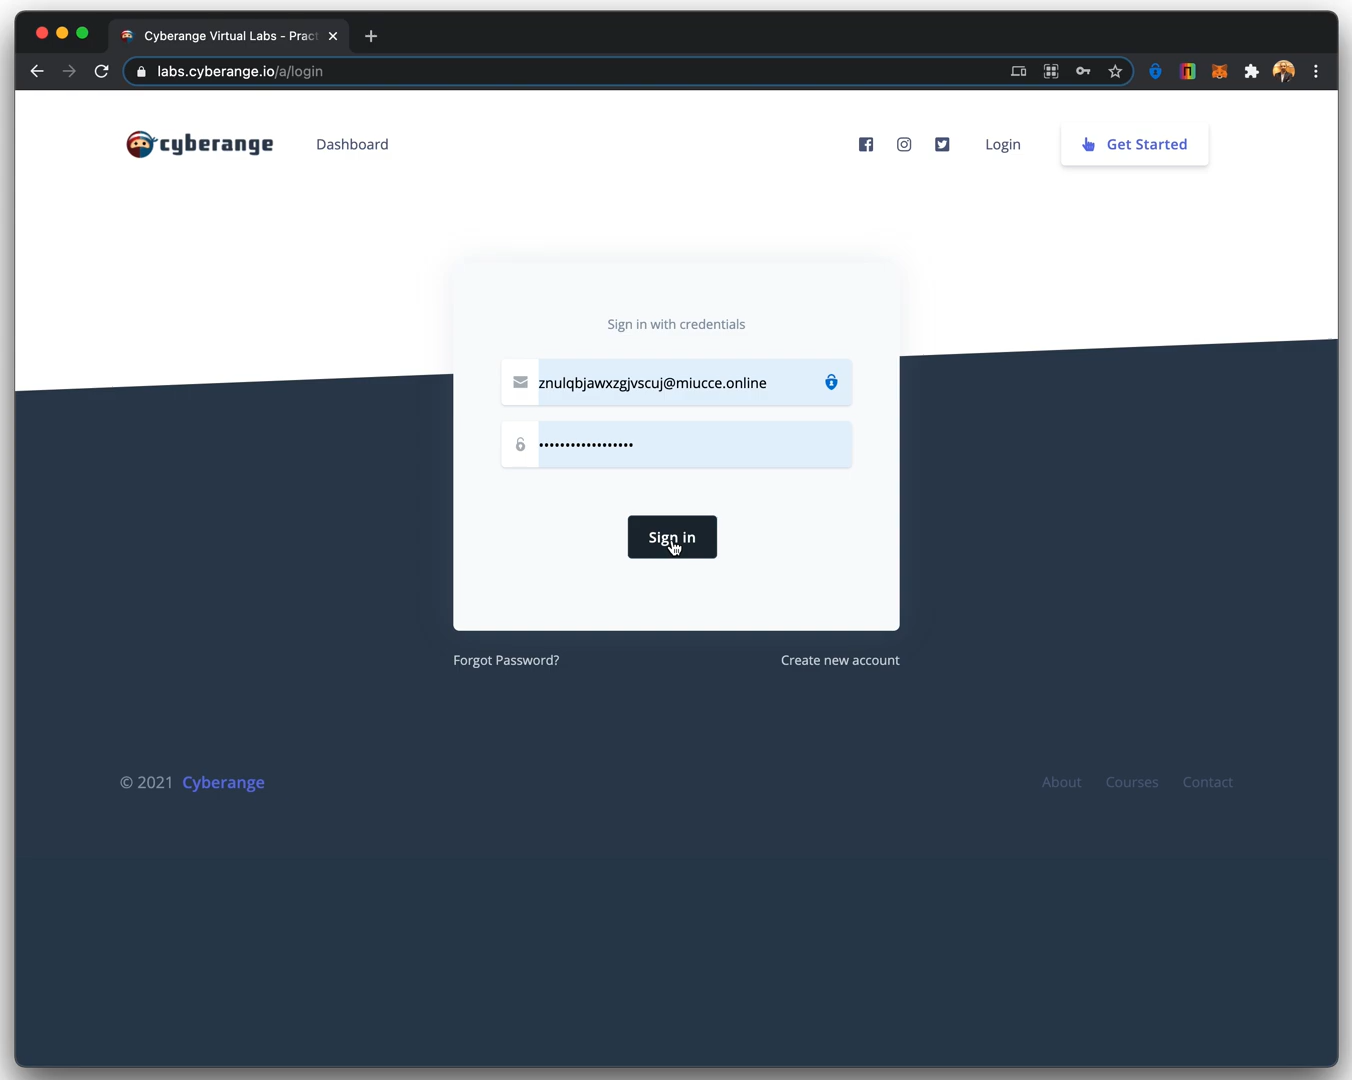 Cyberange Virtual Labs - Pract
labs.cyberange.io/a/login
cyberange
Dashboard
Login
Get Started
Sign in with credentials
znulqbjawxzgjvscuj@miucce.online
••••••••••••••••••
Sign in
Forgot Password?
Create new account
© 2021 Cyberange
About
Courses
Contact